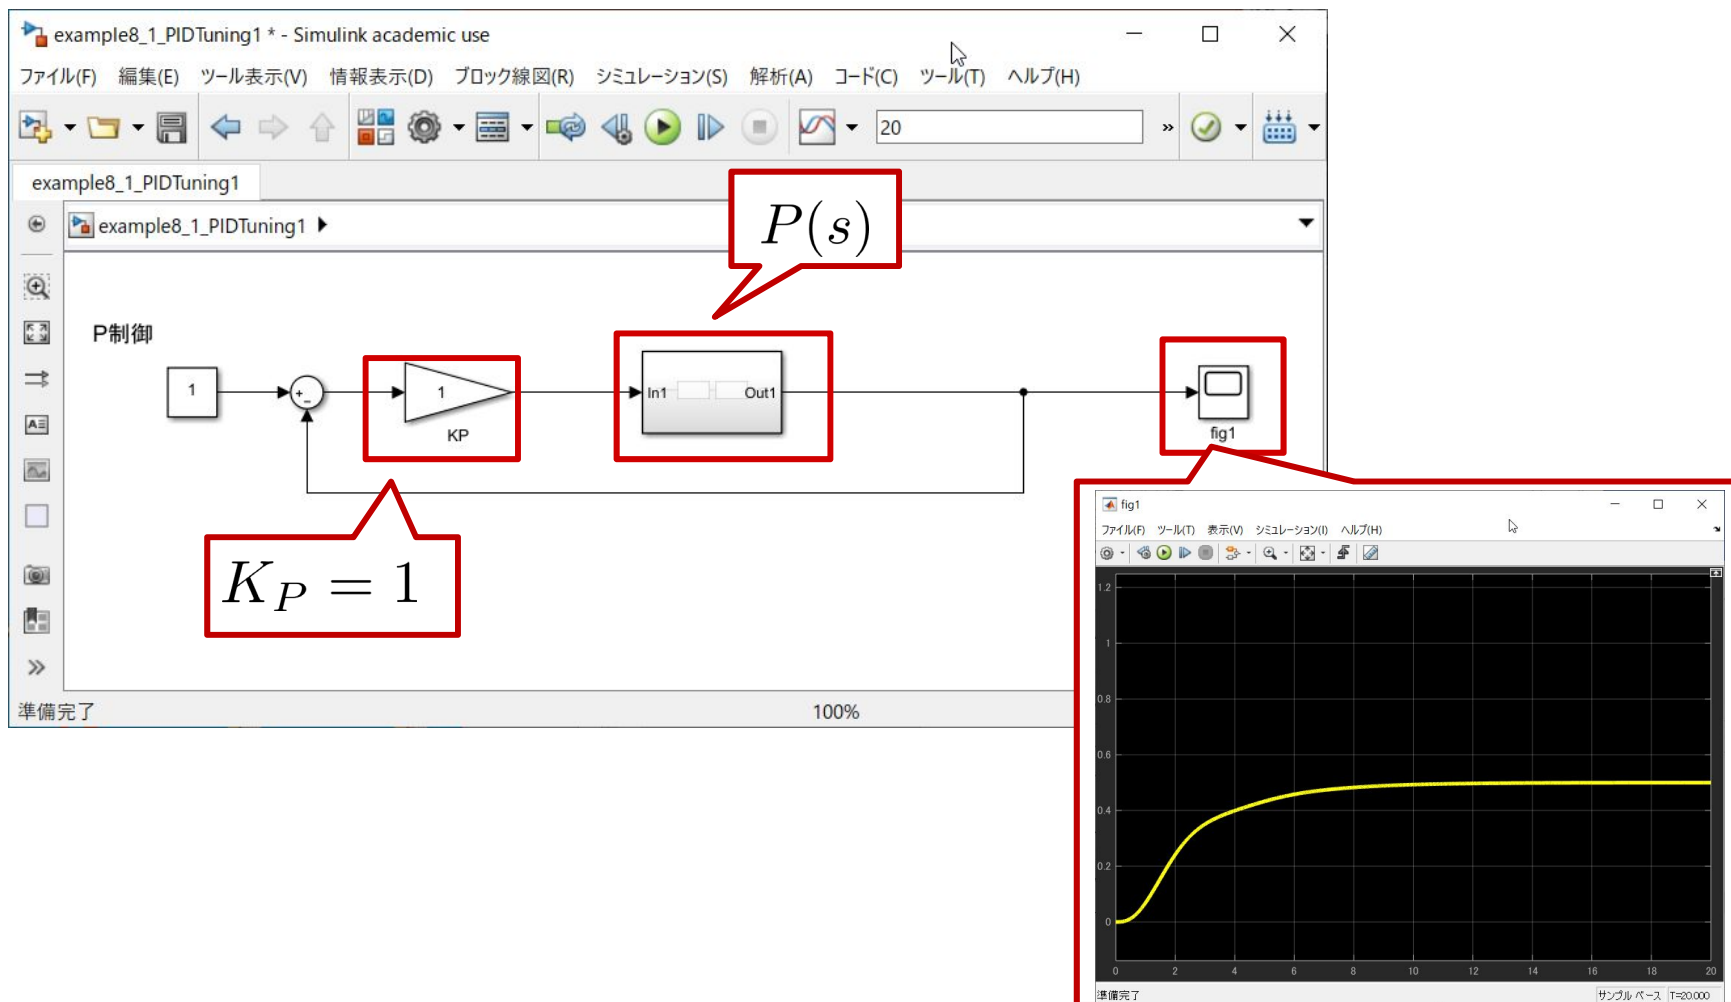 example8_1_PIDTuning1 * - Simulink academic use
ファイル(F) 編集(E) ツール表示(V) 情報表示(D) ブロック線図(R) シミュレーション(S) 解析(A) コード(C) ツール(T) ヘルプ(H)
20
example8_1_PIDTuning1
example8_1_PIDTuning1
P(s)
P制御
1
+
-
1
KP
In1
Out1
fig1
K_P = 1
準備完了
100%
fig1
ファイル(F) ツール(T) 表示(V) シミュレーション(I) ヘルプ(H)
1.2
1
0.8
0.6
0.4
0.2
0
0 2 4 6 8 10 12 14 16 18 20
準備完了
サンプル ベース T=20.000